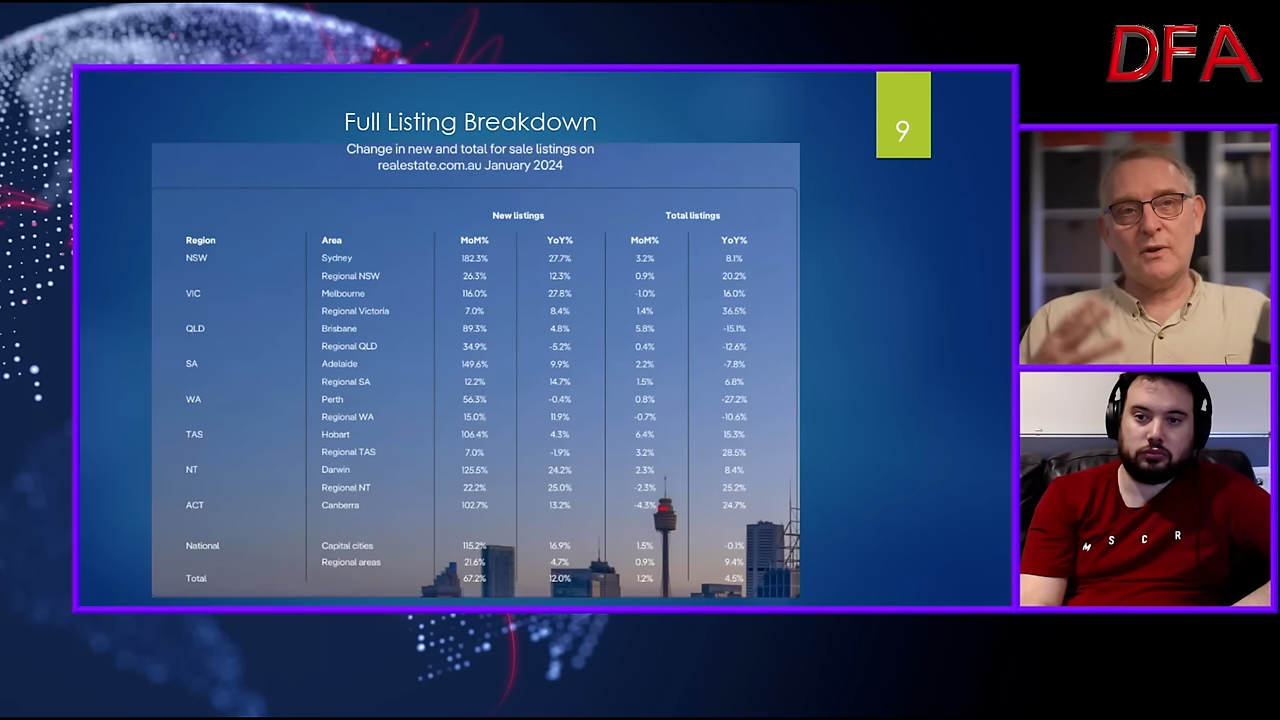 DFA
Full Listing Breakdown
9
Change in new and total for sale listings on
realestate.com.au January 2024
New listings Total listings
Region Area MoM% YoY% MoM% YoY%
NSW Sydney 182.3% 27.7% 3.2% 8.1%
Regional NSW 26.3% 12.3% 0.9% 20.2%
VIC Melbourne 116.0% 27.8% -1.0% 16.0%
Regional Victoria 7.0% 8.4% 1.4% 36.5%
QLD Brisbane 89.3% 4.8% 5.8% -15.1%
Regional QLD 34.9% -5.2% 0.4% -12.6%
SA Adelaide 149.6% 9.9% 2.2% -7.8%
Regional SA 12.2% 14.7% 1.5% 6.8%
WA Perth 56.3% -0.4% 0.8% -27.2%
Regional WA 15.0% 11.9% -0.7% -10.6%
TAS Hobart 106.4% 4.3% 6.4% 15.3%
Regional TAS 7.0% -1.9% 3.2% 28.5%
NT Darwin 125.5% 24.2% 2.3% 8.4%
Regional NT 22.2% 25.0% -2.3% 25.2%
ACT Canberra 102.7% 13.2% -4.3% 24.7%
National Capital cities 115.2% 16.9% 1.5% -0.1%
Regional areas 21.6% 4.7% 0.9% 9.4%
Total 67.2% 12.0% 1.2% 4.5%
M S C R